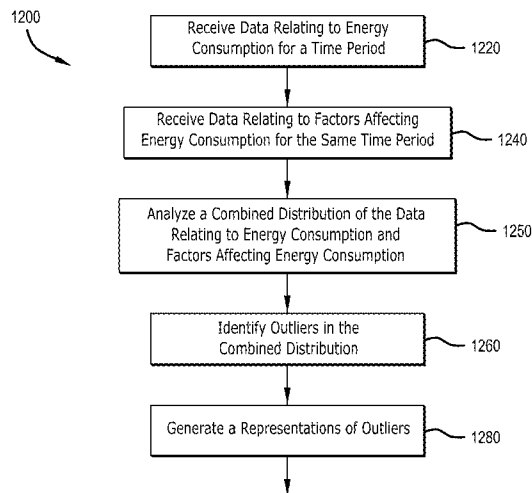 1200
Receive Data Relating to Energy
Consumption for a Time Period
1220
Receive Data Relating to Factors Affecting
Energy Consumption for the Same Time Period
1240
Analyze a Combined Distribution of the Data
Relating to Energy Consumption and
Factors Affecting Energy Consumption
1250
Identify Outliers in the
Combined Distribution
1260
Generate a Representations of Outliers
1280